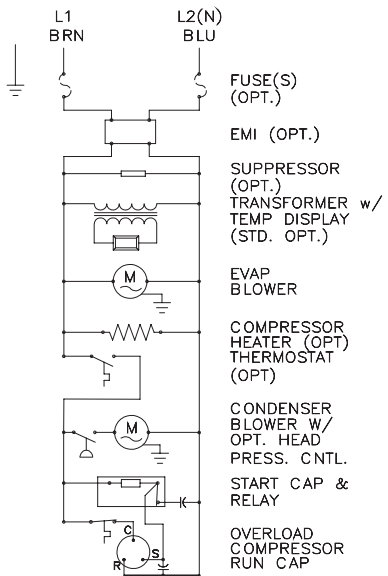 L1
BRN
L2(N)
BLU
FUSE(S)
(OPT.)
EMI (OPT.)
SUPPRESSOR
(OPT.)
TRANSFORMER w/
TEMP DISPLAY
(STD. OPT.)
M
EVAP
BLOWER
COMPRESSOR
HEATER (OPT)
THERMOSTAT
(OPT)
M
CONDENSER
BLOWER W/
OPT. HEAD
PRESS. CNTL.
START CAP &
RELAY
OVERLOAD
COMPRESSOR
RUN CAP
C
S
R